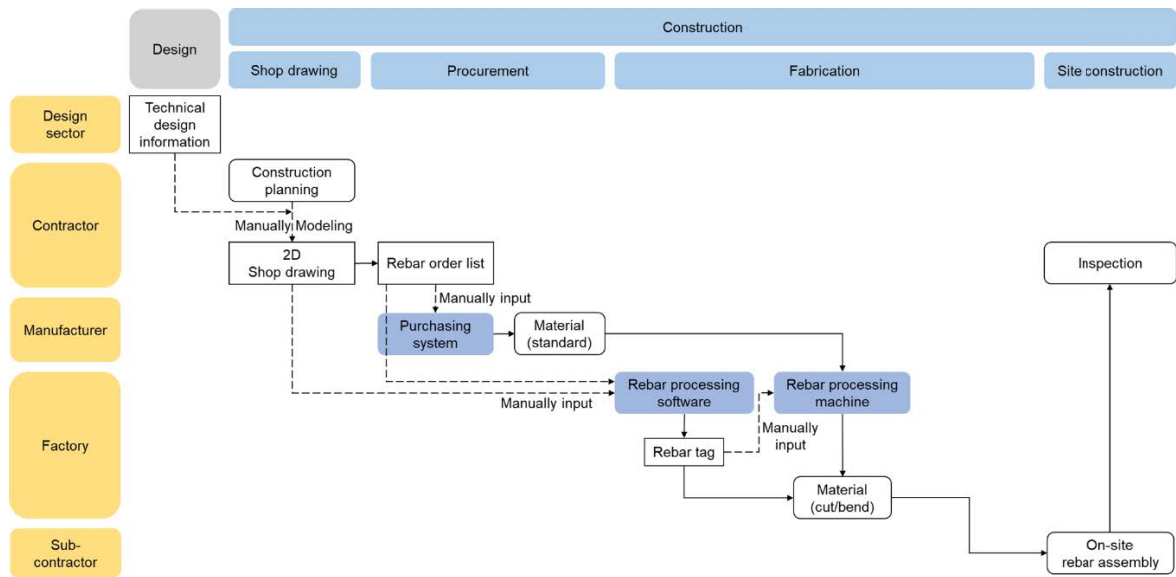 Construction
Design
Shop drawing
Procurement
Fabrication
Site construction
Design
sector
Technical
design
information
Contractor
Construction
planning
Manually Modeling
2D
Shop drawing
Rebar order list
Inspection
Manually input
Manufacturer
Purchasing
system
Material
(standard)
Factory
Rebar processing
software
Rebar processing
machine
Manually input
Manually
input
Rebar tag
Material
(cut/bend)
Sub-
contractor
On-site
rebar assembly